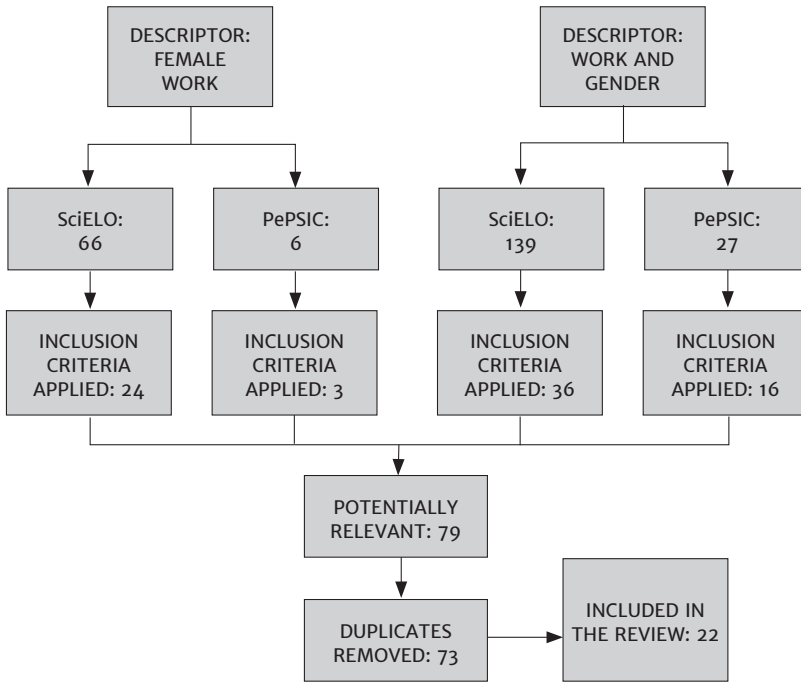 DESCRIPTOR:
FEMALE
WORK
DESCRIPTOR:
WORK AND
GENDER
SciELO:
66
PePSIC:
6
SciELO:
139
PePSIC:
27
INCLUSION
CRITERIA
APPLIED: 24
INCLUSION
CRITERIA
APPLIED: 3
INCLUSION
CRITERIA
APPLIED: 36
INCLUSION
CRITERIA
APPLIED: 16
POTENTIALLY
RELEVANT: 79
DUPLICATES
REMOVED: 73
INCLUDED IN
THE REVIEW: 22